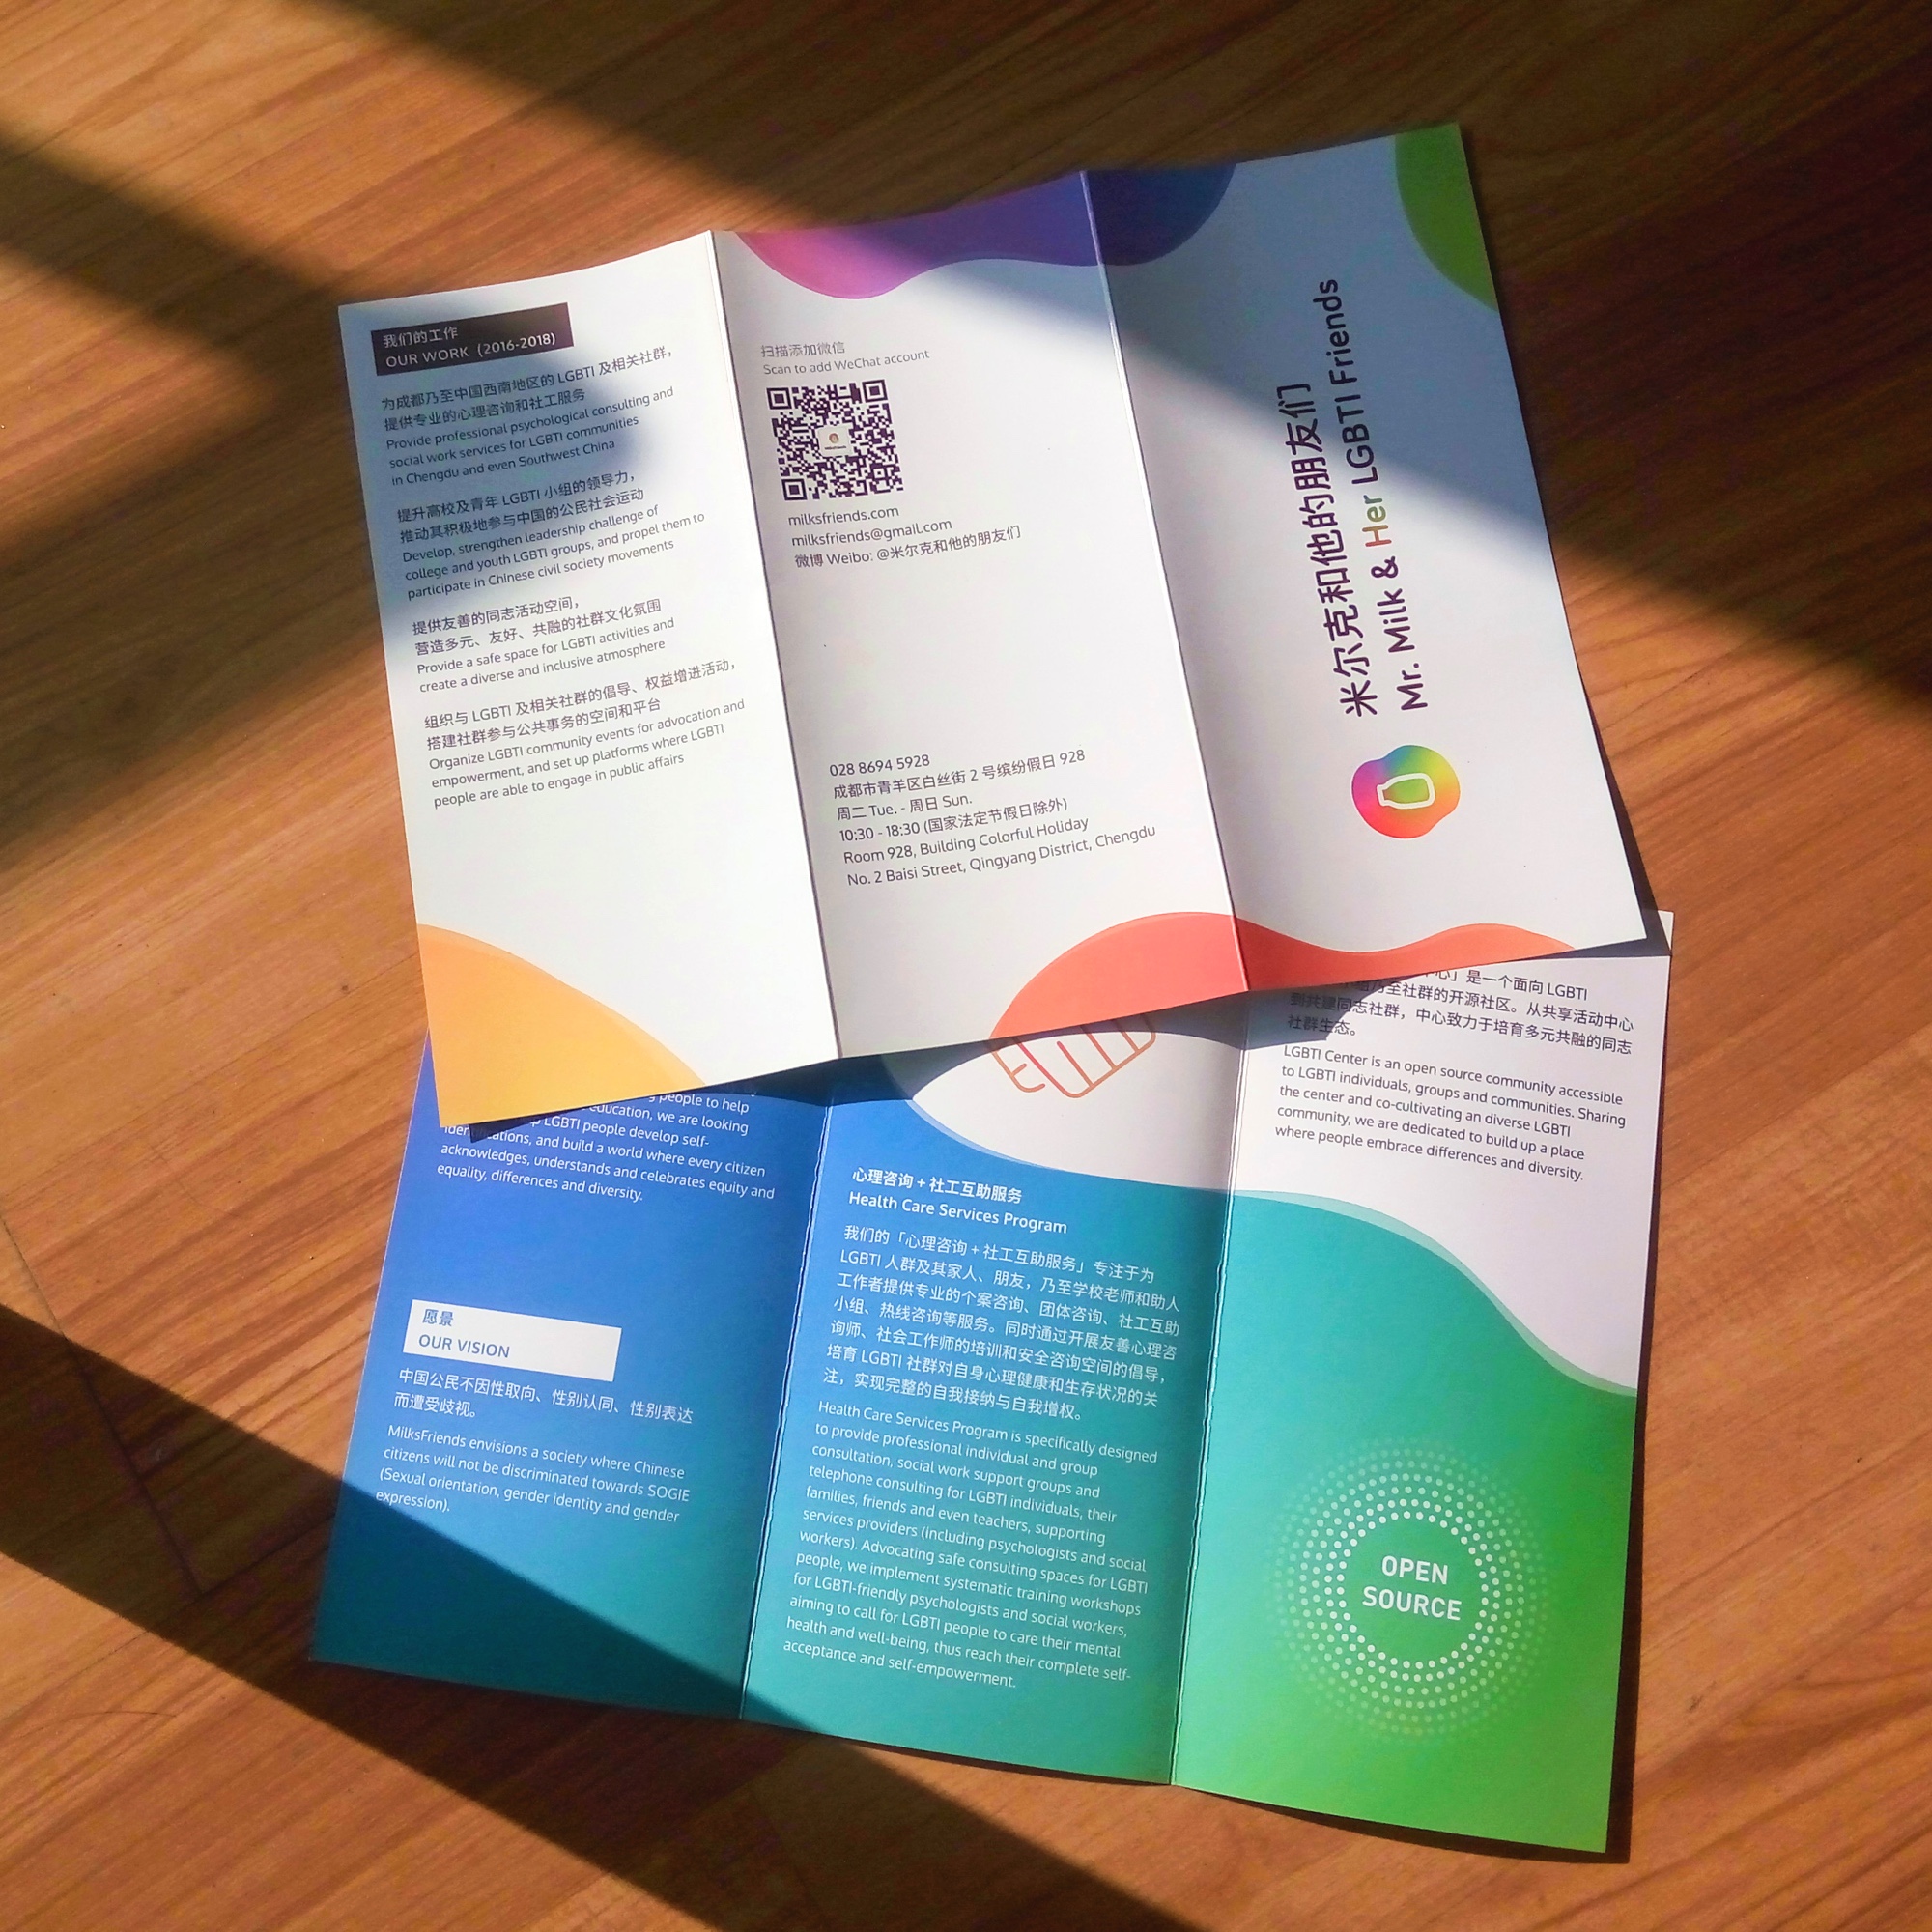 我们的工作
OUR WORK (2016-2018)
为成都乃至中国西南地区的 LGBTI 及相关社群，
提供专业的心理咨询和社工服务
Provide professional psychological consulting and
social work services for LGBTI communities
in Chengdu and even Southwest China
提升高校及青年 LGBTI 小组的领导力，
推动其积极地参与中国的公民社会运动
Develop, strengthen leadership challenge of
college and youth LGBTI groups, and propel them to
participate in Chinese civil society movements
提供友善的同志活动空间，
营造多元、友好、共融的社群文化氛围
Provide a safe space for LGBTI activities and
create a diverse and inclusive atmosphere
组织与 LGBTI 及相关社群的倡导、权益增进活动，
搭建社群参与公共事务的空间和平台
Organize LGBTI community events for advocation and
empowerment, and set up platforms where LGBTI
people are able to engage in public affairs
扫描添加微信
Scan to add WeChat account
milksfriends.com
milksfriends@gmail.com
微博 Weibo: @米尔克和他的朋友们
028 8694 5928
成都市青羊区白丝街 2 号缤纷假日 928
周二 Tue. - 周日 Sun.
10:30 - 18:30 (国家法定节假日除外)
Room 928, Building Colorful Holiday
No. 2 Baisi Street, Qingyang District, Chengdu
米尔克和他的朋友们
Mr. Milk & Her LGBTI Friends
people to help
education, we are looking
LGBTI people develop self-
identifications, and build a world where every citizen
acknowledges, understands and celebrates equity and
equality, differences and diversity.
愿景
OUR VISION
中国公民不因性取向、性别认同、性别表达
而遭受歧视。
MilksFriends envisions a society where Chinese
citizens will not be discriminated towards SOGIE
(Sexual orientation, gender identity and gender
expression).
心理咨询 + 社工互助服务
Health Care Services Program
我们的「心理咨询 + 社工互助服务」专注于为
LGBTI 人群及其家人、朋友，乃至学校老师和助人
工作者提供专业的个案咨询、团体咨询、社工互助
小组、热线咨询等服务。同时通过开展友善心理咨
询师、社会工作师的培训和安全咨询空间的倡导，
培育 LGBTI 社群对自身心理健康和生存状况的关
注，实现完整的自我接纳与自我增权。
Health Care Services Program is specifically designed
to provide professional individual and group
consultation, social work support groups and
telephone consulting for LGBTI individuals, their
families, friends and even teachers, supporting
services providers (including psychologists and social
workers). Advocating safe consulting spaces for LGBTI
people, we implement systematic training workshops
for LGBTI-friendly psychologists and social workers,
aiming to call for LGBTI people to care their mental
health and well-being, thus reach their complete self-
acceptance and self-empowerment.
中心」是一个面向 LGBTI
组乃至社群的开源社区。从共享活动中心
到共建同志社群，中心致力于培育多元共融的同志
社群生态。
LGBTI Center is an open source community accessible
to LGBTI individuals, groups and communities. Sharing
the center and co-cultivating an diverse LGBTI
community, we are dedicated to build up a place
where people embrace differences and diversity.
OPEN
SOURCE